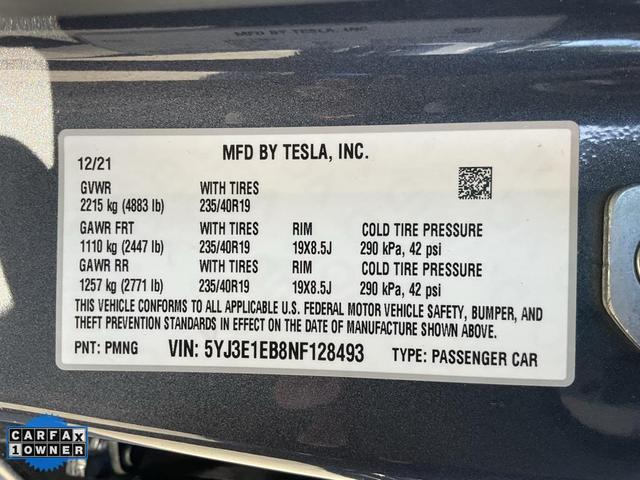 MFD BY TESLA, INC.
12/21
MFD BY TESLA, INC.
GVWR WITH TIRES
2215 kg (4883 lb) 235/40R19
GAWR FRT WITH TIRES RIM COLD TIRE PRESSURE
1110 kg (2447 lb) 235/40R19 19X8.5J 290 kPa, 42 psi
GAWR RR WITH TIRES RIM COLD TIRE PRESSURE
1257 kg (2771 lb) 235/40R19 19X8.5J 290 kPa, 42 psi
THIS VEHICLE CONFORMS TO ALL APPLICABLE U.S. FEDERAL MOTOR VEHICLE SAFETY, BUMPER, AND
THEFT PREVENTION STANDARDS IN EFFECT ON THE DATE OF MANUFACTURE SHOWN ABOVE.
PNT: PMNG VIN: 5YJ3E1EB8NF128493 TYPE: PASSENGER CAR
CARFAX
1 OWNER